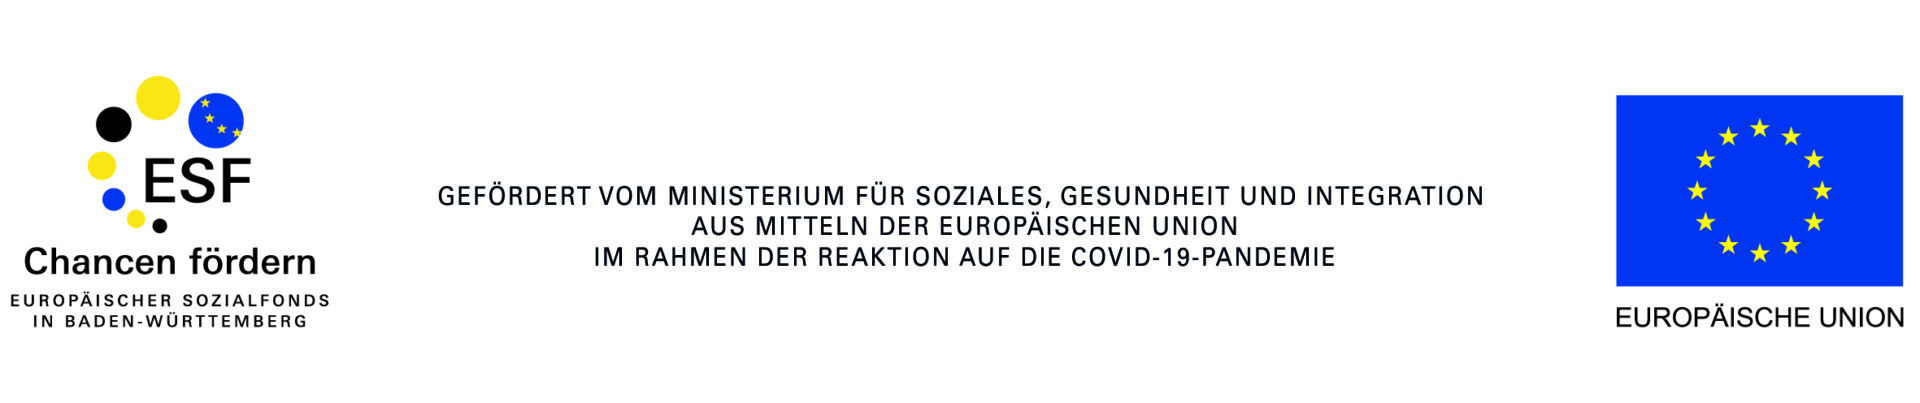 ESF
Chancen fördern
EUROPÄISCHER SOZIALFONDS
IN BADEN-WÜRTTEMBERG
GEFÖRDERT VOM MINISTERIUM FÜR SOZIALES, GESUNDHEIT UND INTEGRATION
AUS MITTELN DER EUROPÄISCHEN UNION
IM RAHMEN DER REAKTION AUF DIE COVID-19-PANDEMIE
EUROPÄISCHE UNION